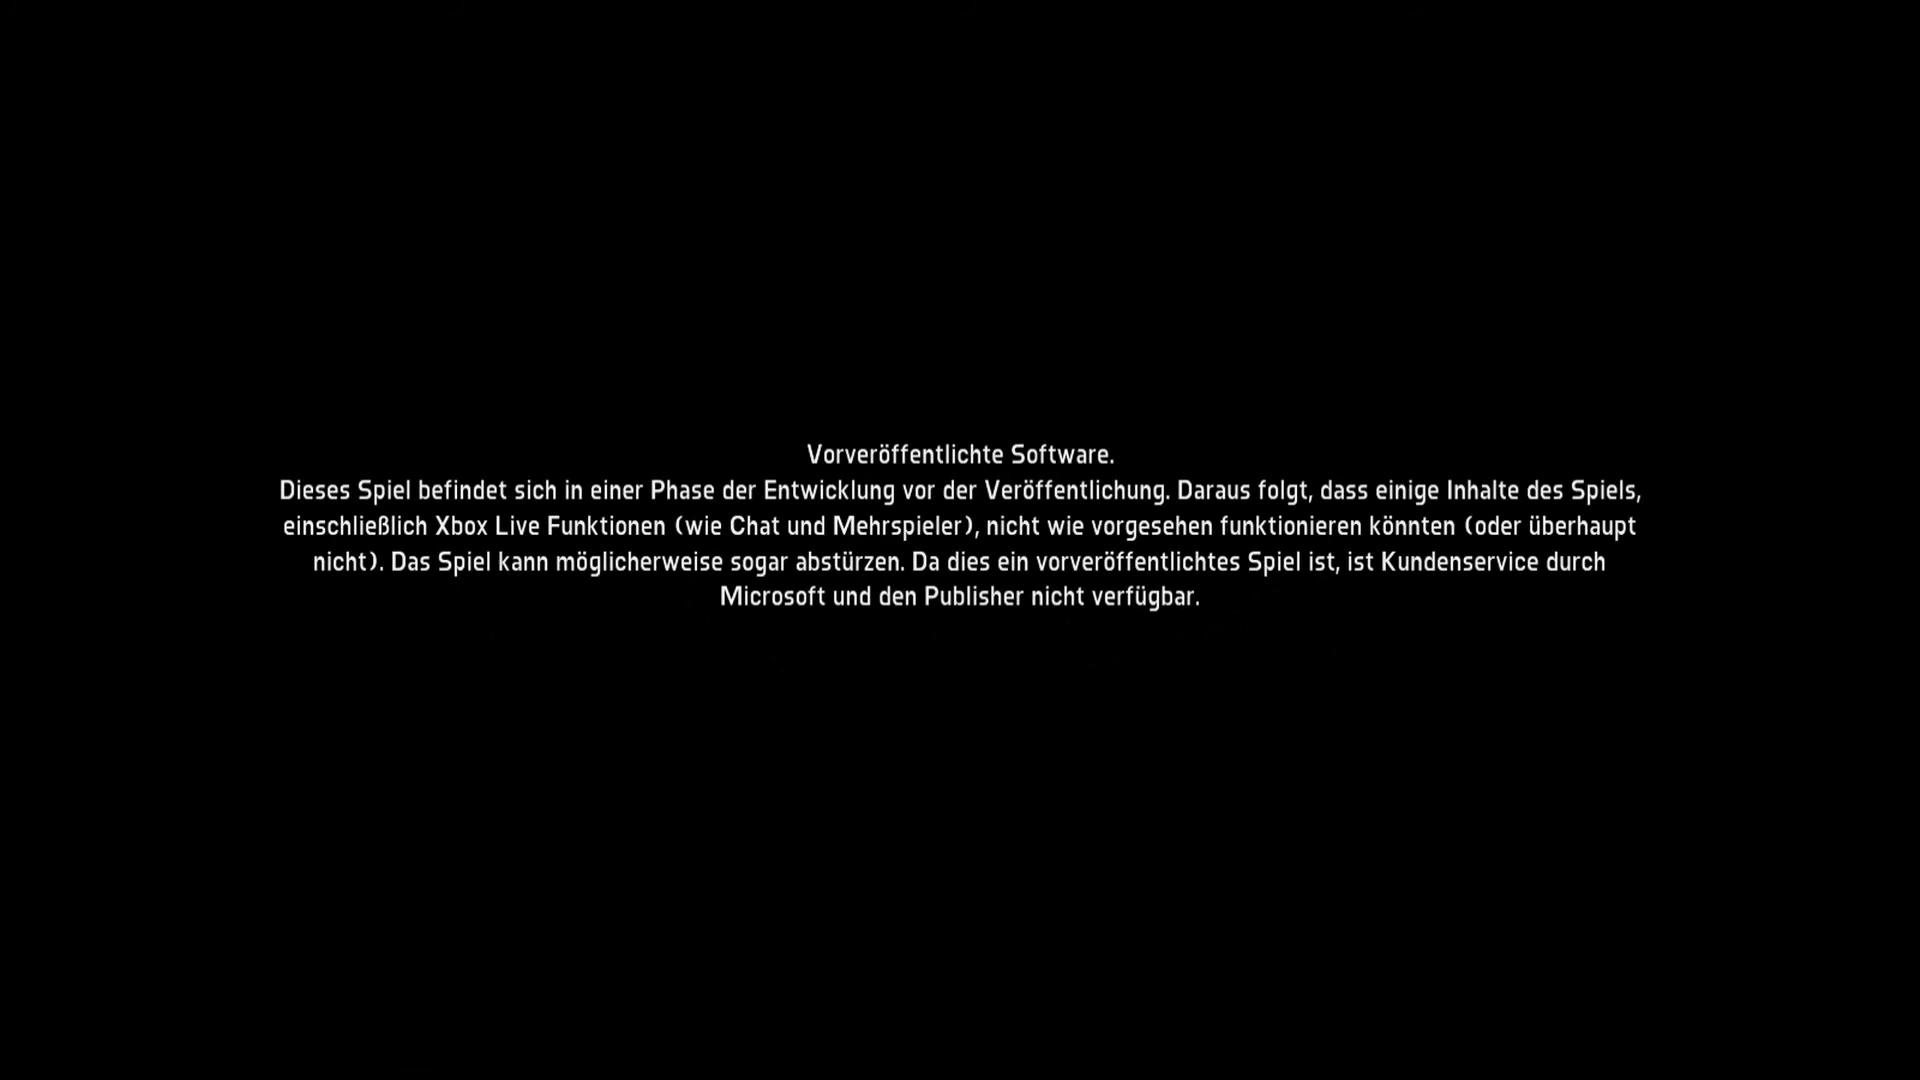 Vorveröffentlichte Software.
Dieses Spiel befindet sich in einer Phase der Entwicklung vor der Veröffentlichung. Daraus folgt, dass einige Inhalte des Spiels,
einschließlich Xbox Live Funktionen (wie Chat und Mehrspieler), nicht wie vorgesehen funktionieren könnten (oder überhaupt
nicht). Das Spiel kann möglicherweise sogar abstürzen. Da dies ein vorveröffentlichtes Spiel ist, ist Kundenservice durch
Microsoft und den Publisher nicht verfügbar.